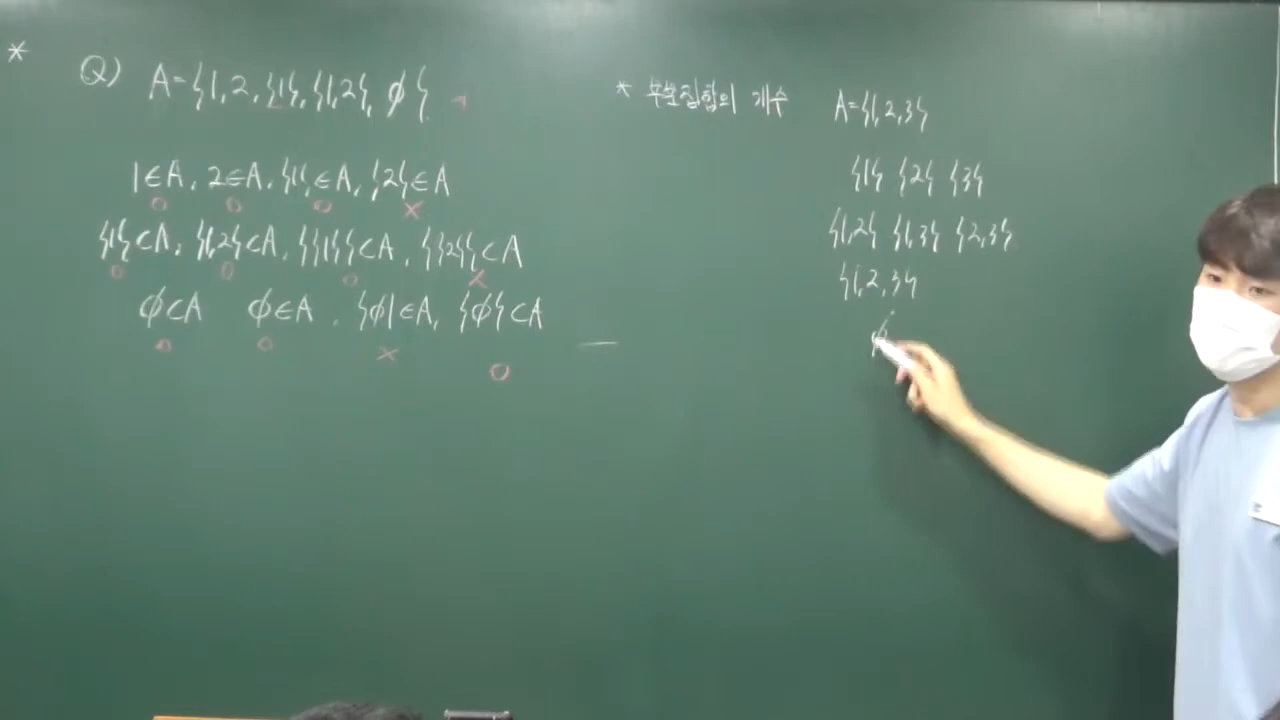 *
Q) A={1, 2, {1}, {1,2}, ∅}
1∈A, 2∈A, {1}∈A, {2}∈A
O O O X
{1}⊂A, {1,2}⊂A, {{1}}⊂A, {{2}}⊂A
O O O X
∅⊂A ∅∈A, {∅}∈A, {∅}⊂A
O O X O
* 부분집합의 개수 A={1,2,3}
{1} {2} {3}
{1,2} {1,3} {2,3}
{1,2,3}
∅